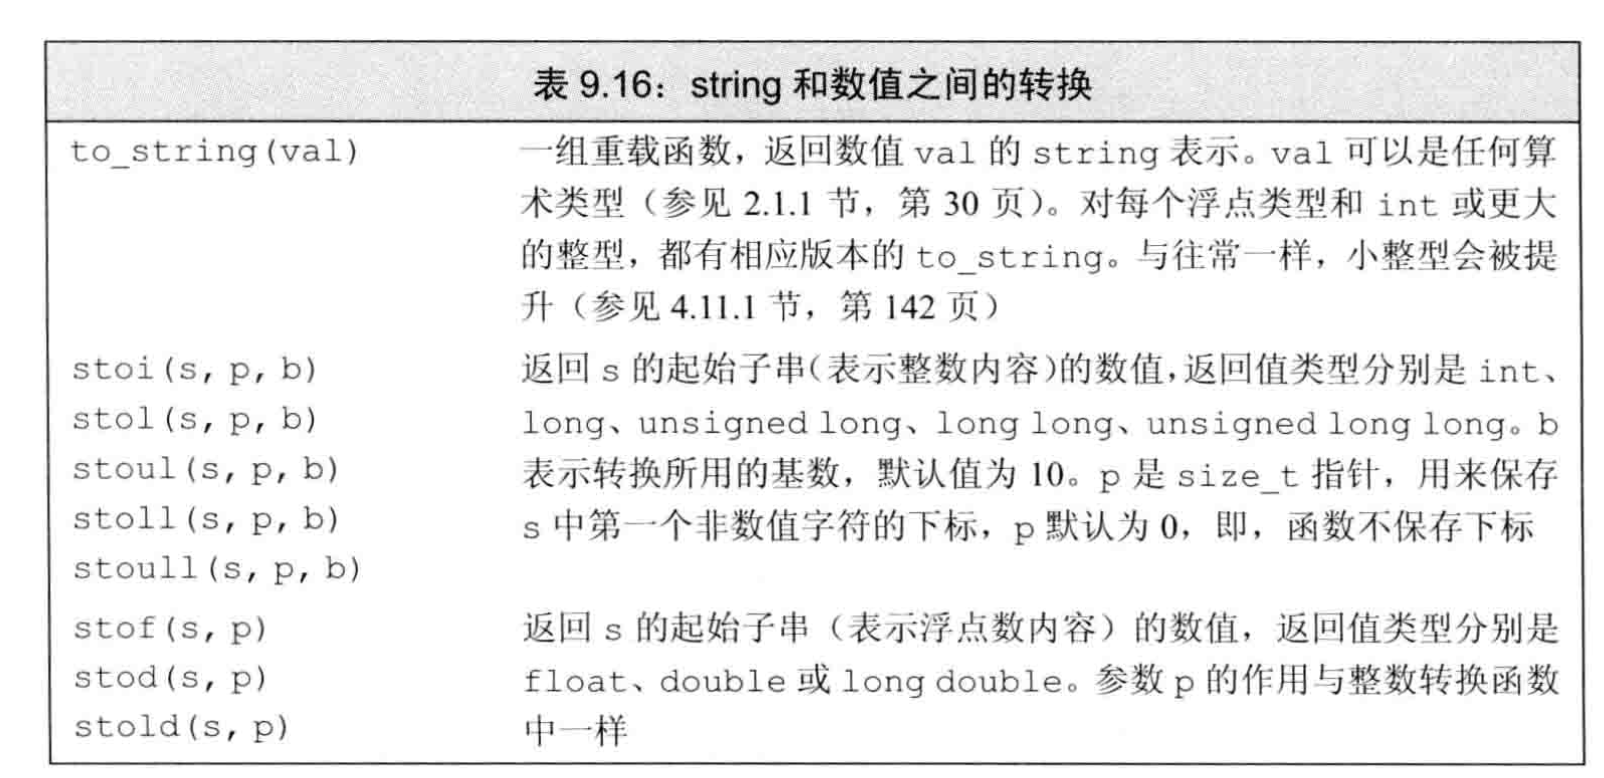 表 9.16：string 和数值之间的转换
to_string(val) 一组重载函数，返回数值 val 的 string 表示。val 可以是任何算
术类型（参见 2.1.1 节，第 30 页）。对每个浮点类型和 int 或更大
的整型，都有相应版本的 to_string。与往常一样，小整型会被提
升（参见 4.11.1 节，第 142 页）
stoi(s, p, b) 返回 s 的起始子串（表示整数内容）的数值，返回值类型分别是 int、
stol(s, p, b) long、unsigned long、long long、unsigned long long。b
stoul(s, p, b) 表示转换所用的基数，默认值为 10。p 是 size_t 指针，用来保存
stoll(s, p, b) s 中第一个非数值字符的下标，p 默认为 0，即，函数不保存下标
stoull(s, p, b)
stof(s, p) 返回 s 的起始子串（表示浮点数内容）的数值，返回值类型分别是
stod(s, p) float、double 或 long double。参数 p 的作用与整数转换函数
stold(s, p) 中一样